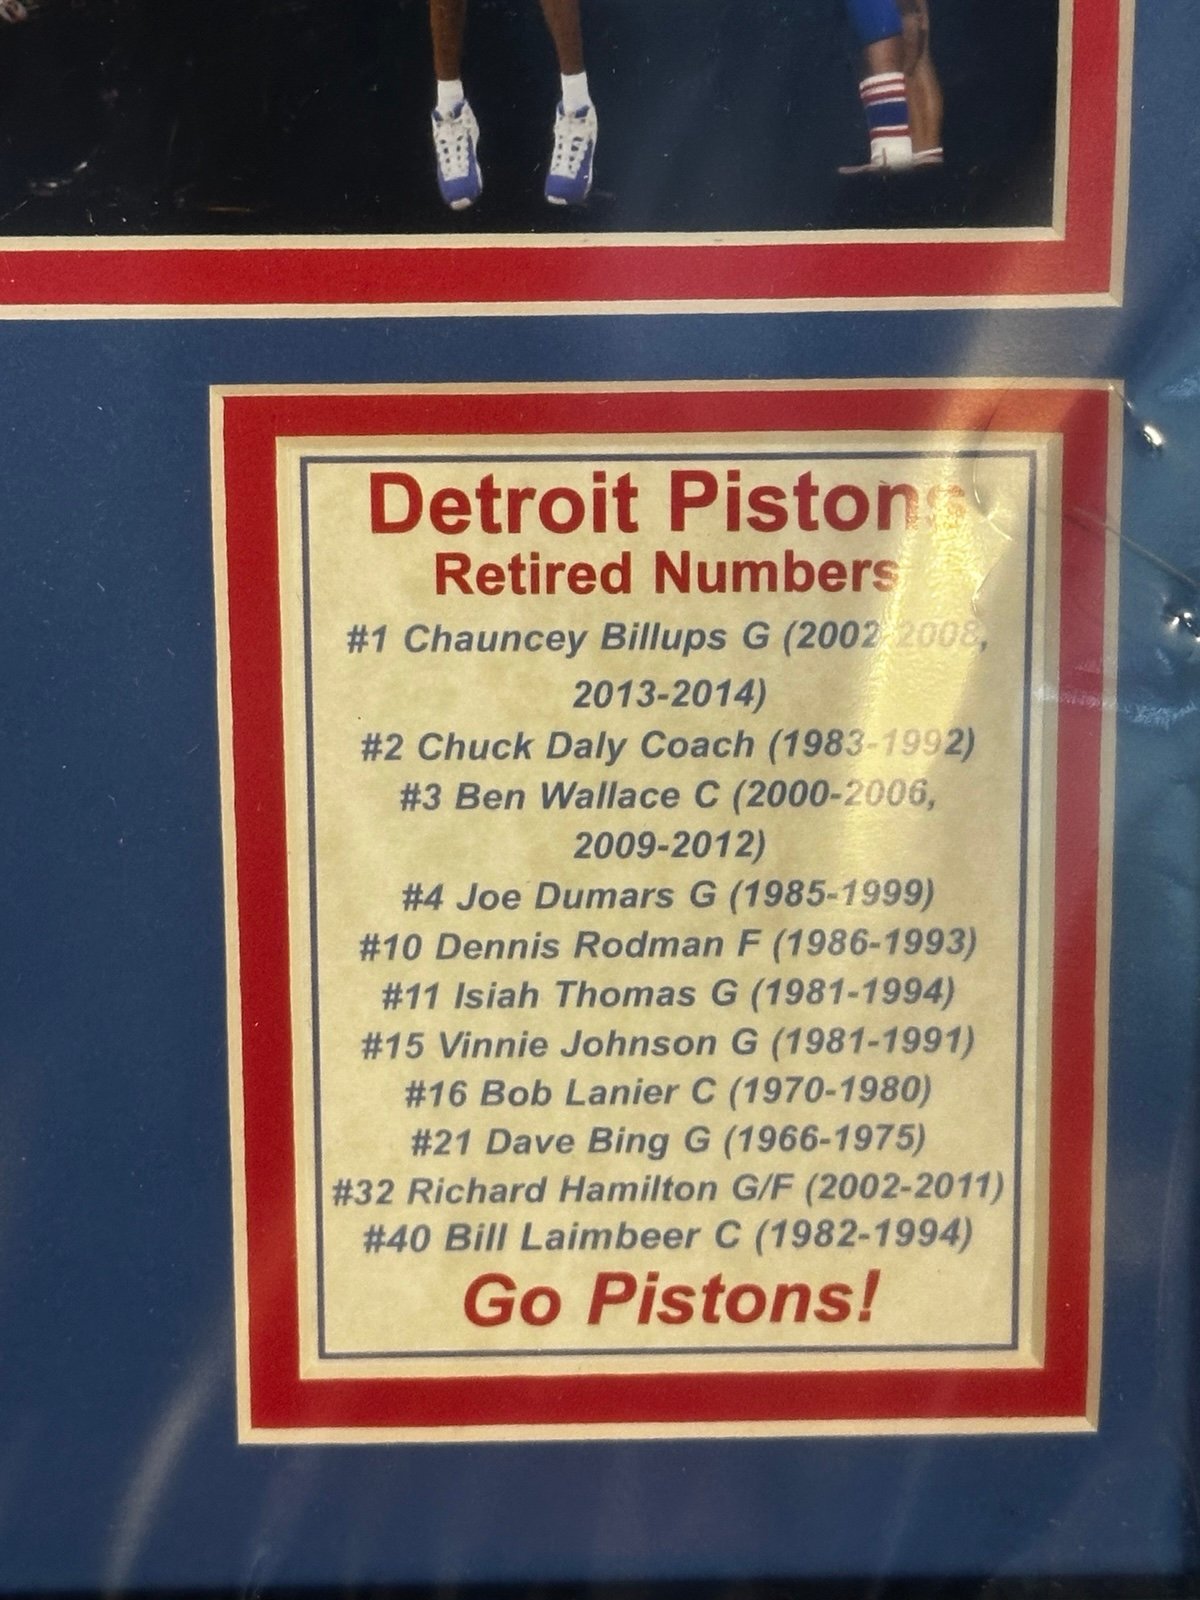 Detroit Pistons
Retired Numbers
#1 Chauncey Billups G (2002-2008,
2013-2014)
#2 Chuck Daly Coach (1983-1992)
#3 Ben Wallace C (2000-2006,
2009-2012)
#4 Joe Dumars G (1985-1999)
#10 Dennis Rodman F (1986-1993)
#11 Isiah Thomas G (1981-1994)
#15 Vinnie Johnson G (1981-1991)
#16 Bob Lanier C (1970-1980)
#21 Dave Bing G (1966-1975)
#32 Richard Hamilton G/F (2002-2011)
#40 Bill Laimbeer C (1982-1994)
Go Pistons!